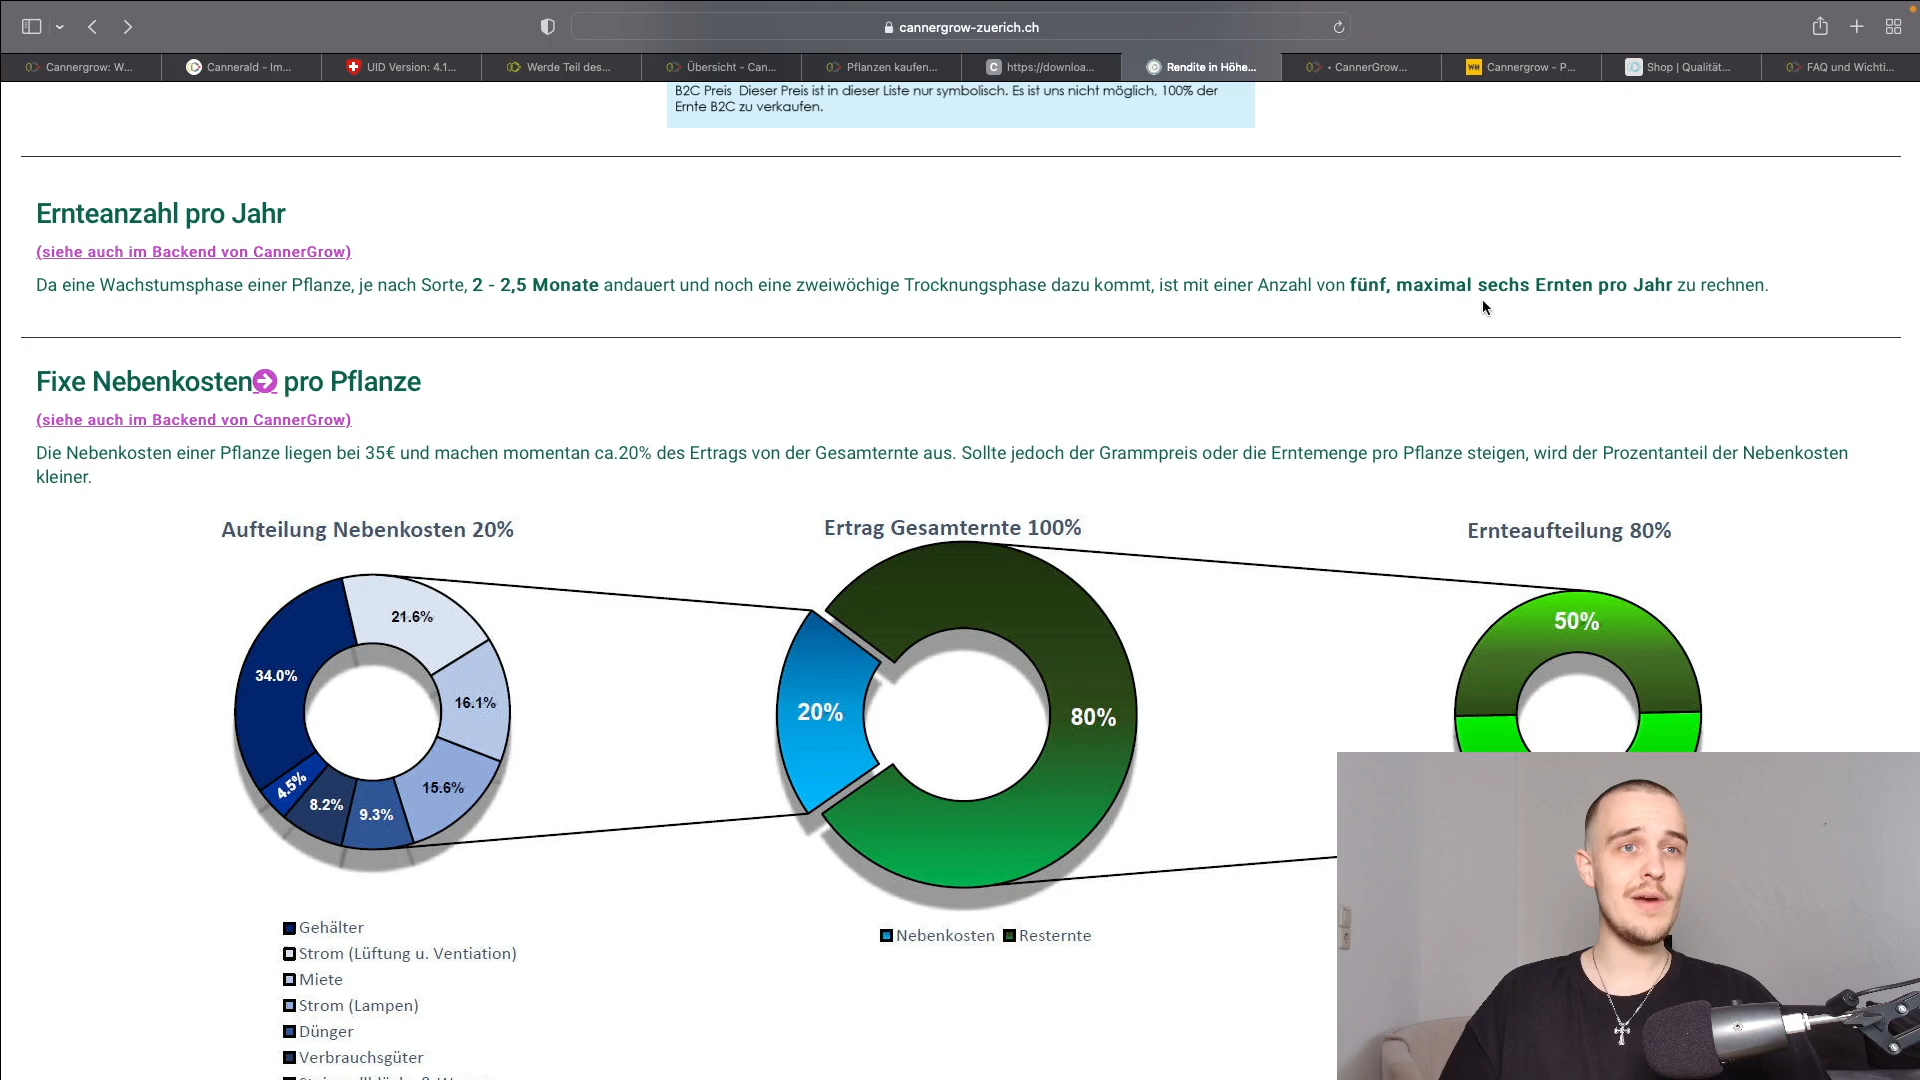 cannergrow-zuerich.ch
Cannergrow: W...
Cannerald - Im...
UID Version: 4.1...
Werde Teil des...
Übersicht - Can...
Pflanzen kaufen...
https://downloa...
Rendite in Höhe...
• CannerGrow...
Cannergrow - P...
Shop | Qualität...
FAQ und Wichti...
B2C Preis Dieser Preis ist in dieser Liste nur symbolisch. Es ist uns nicht möglich, 100% der
Ernte B2C zu verkaufen.
Ernteanzahl pro Jahr
(siehe auch im Backend von CannerGrow)
Da eine Wachstumsphase einer Pflanze, je nach Sorte, 2 - 2,5 Monate andauert und noch eine zweiwöchige Trocknungsphase dazu kommt, ist mit einer Anzahl von fünf, maximal sechs Ernten pro Jahr zu rechnen.
Fixe Nebenkosten pro Pflanze
(siehe auch im Backend von CannerGrow)
Die Nebenkosten einer Pflanze liegen bei 35€ und machen momentan ca.20% des Ertrags von der Gesamternte aus. Sollte jedoch der Grammpreis oder die Erntemenge pro Pflanze steigen, wird der Prozentanteil der Nebenkosten
kleiner.
Aufteilung Nebenkosten 20%
21.6%
34.0%
16.1%
15.6%
4.5%
8.2%
9.3%
Gehälter
Strom (Lüftung u. Ventiation)
Miete
Strom (Lampen)
Dünger
Verbrauchsgüter
Ertrag Gesamternte 100%
20%
80%
Nebenkosten Resternte
Ernteaufteilung 80%
50%